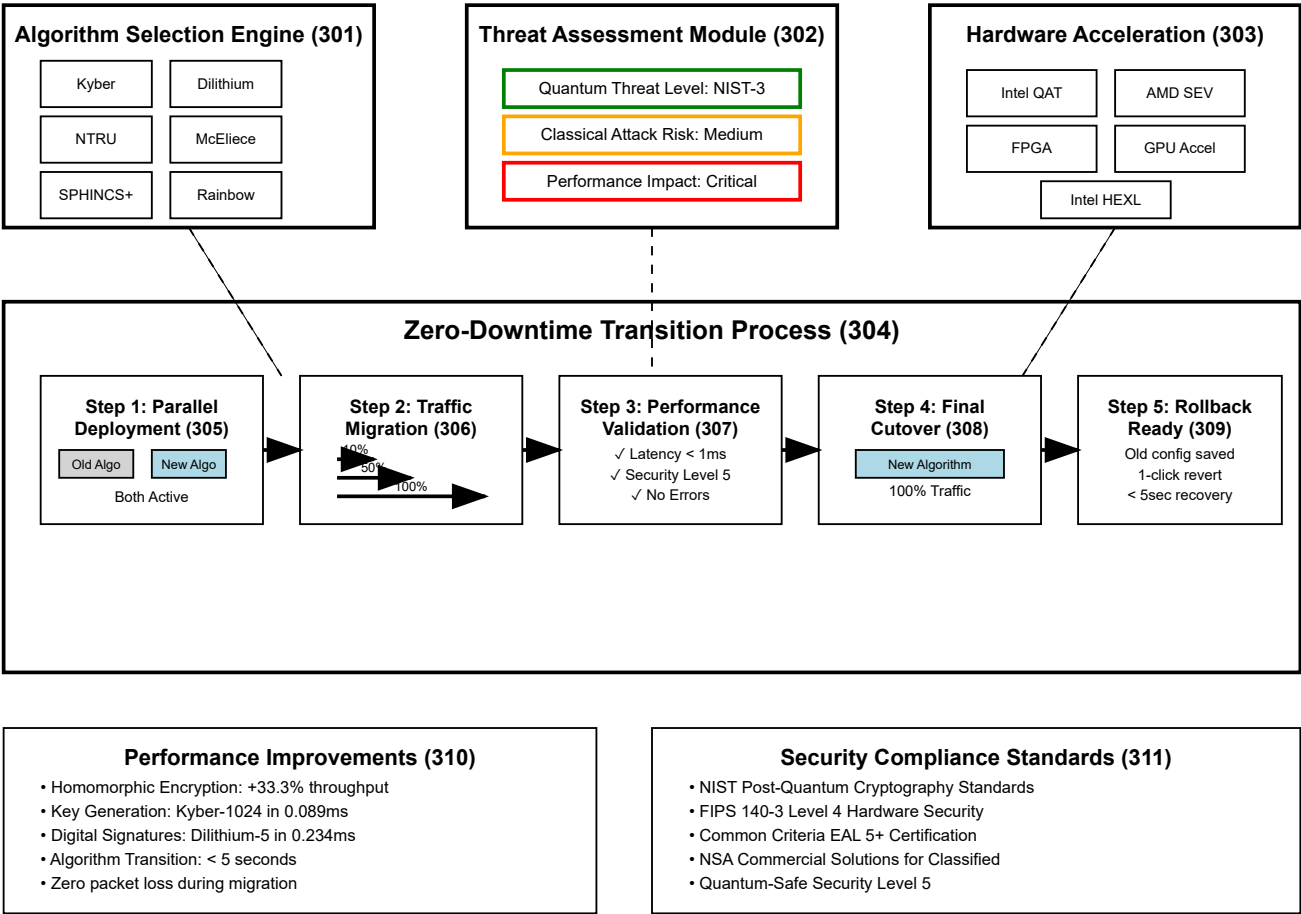 Algorithm Selection Engine (301)
Kyber
Dilithium
NTRU
McEliece
SPHINCS+
Rainbow
Threat Assessment Module (302)
Quantum Threat Level: NIST-3
Classical Attack Risk: Medium
Performance Impact: Critical
Hardware Acceleration (303)
Intel QAT
AMD SEV
FPGA
GPU Accel
Intel HEXL
Zero-Downtime Transition Process (304)
Step 1: Parallel
Deployment (305)
Old Algo
New Algo
Both Active
Step 2: Traffic
Migration (306)
10%
50%
100%
Step 3: Performance
Validation (307)
✓ Latency < 1ms
✓ Security Level 5
✓ No Errors
Step 4: Final
Cutover (308)
New Algorithm
100% Traffic
Step 5: Rollback
Ready (309)
Old config saved
1-click revert
< 5sec recovery
Performance Improvements (310)
• Homomorphic Encryption: +33.3% throughput
• Key Generation: Kyber-1024 in 0.089ms
• Digital Signatures: Dilithium-5 in 0.234ms
• Algorithm Transition: < 5 seconds
• Zero packet loss during migration
Security Compliance Standards (311)
• NIST Post-Quantum Cryptography Standards
• FIPS 140-3 Level 4 Hardware Security
• Common Criteria EAL 5+ Certification
• NSA Commercial Solutions for Classified
• Quantum-Safe Security Level 5